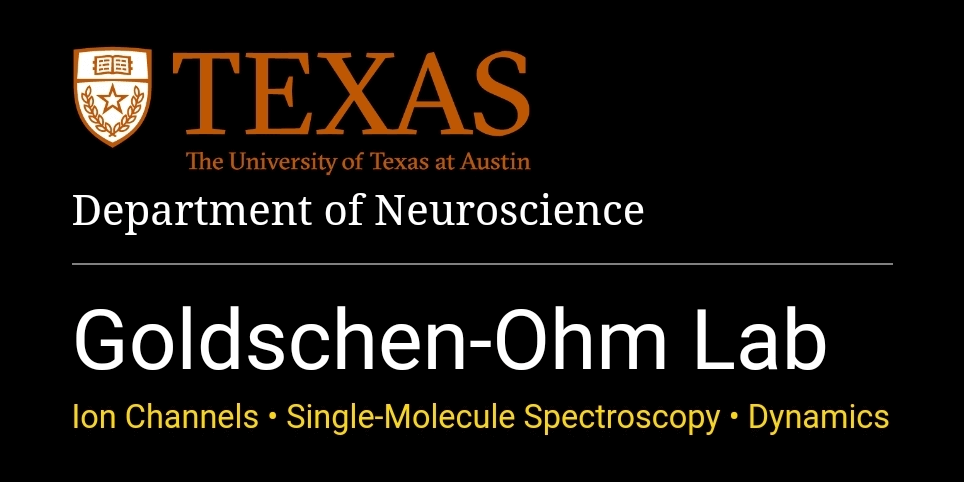 TEXAS
The University of Texas at Austin
Department of Neuroscience
Goldschen-Ohm Lab
Ion Channels • Single-Molecule Spectroscopy • Dynamics